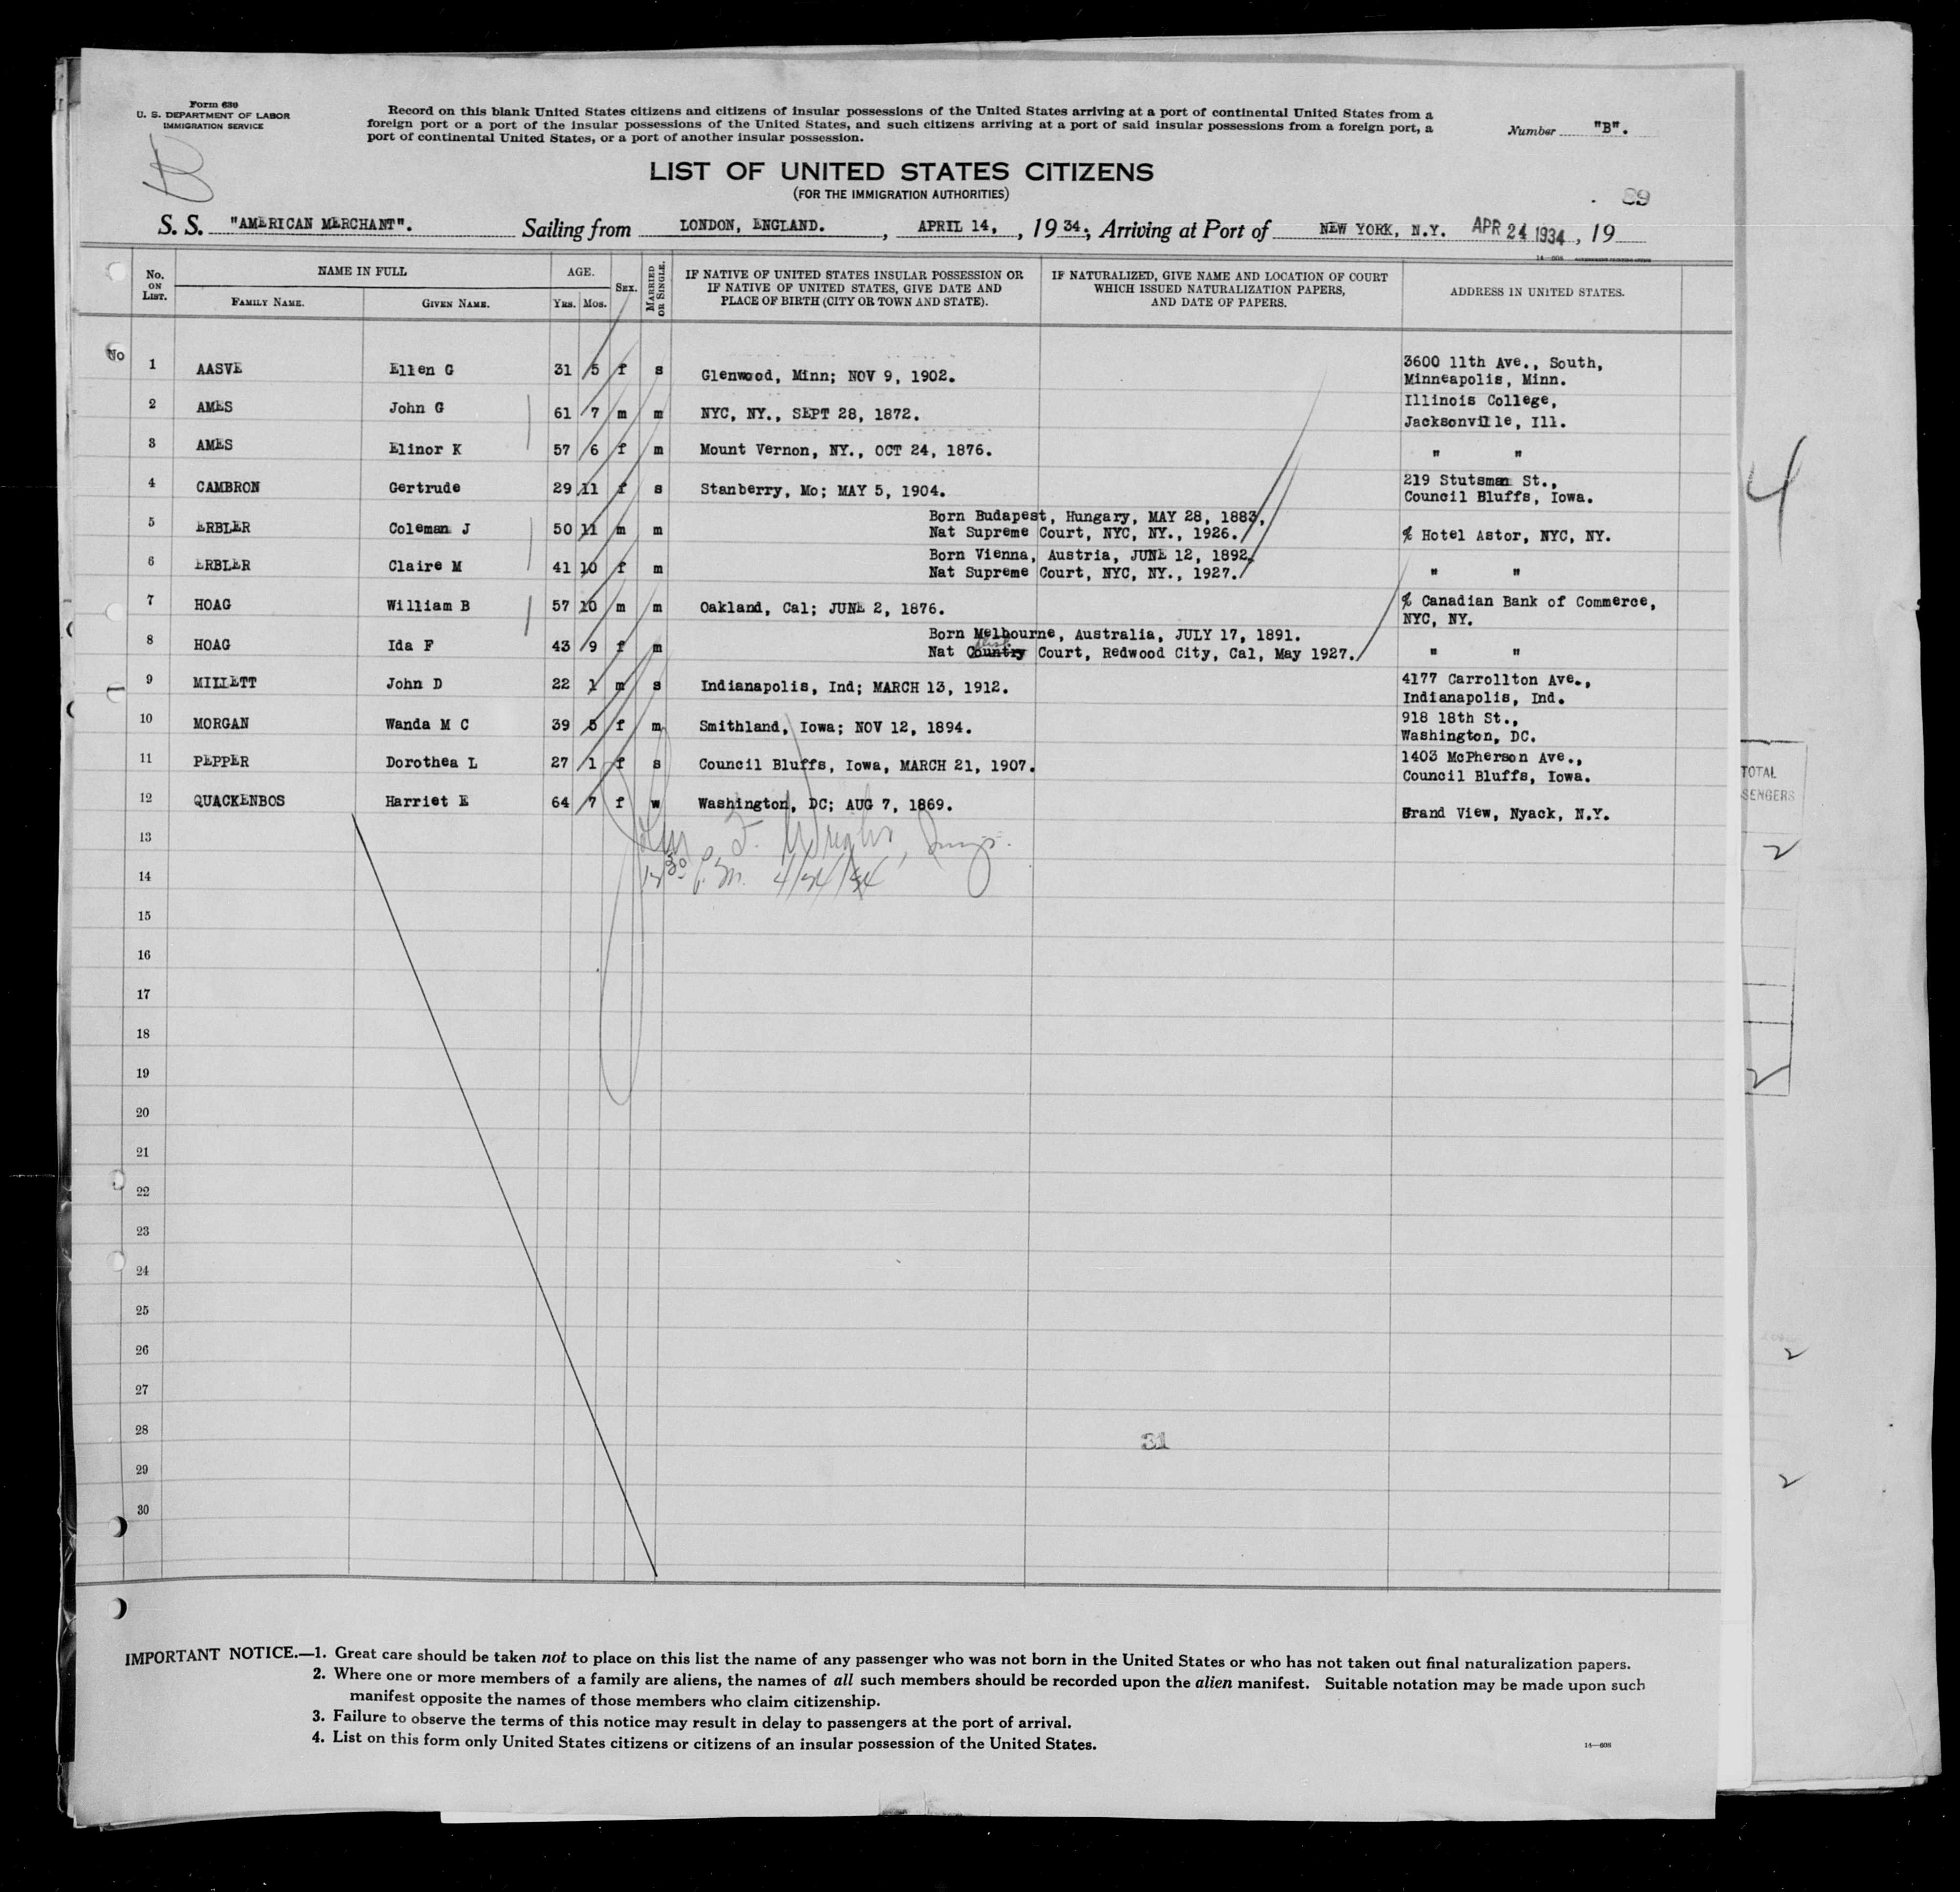 Form 630
U. S. DEPARTMENT OF LABOR
IMMIGRATION SERVICE
Record on this blank United States citizens and citizens of insular possessions of the United States arriving at a port of continental United States from a
foreign port or a port of the insular possessions of the United States, and such citizens arriving at a port of said insular possessions from a foreign port, a
port of continental United States, or a port of another insular possession.
Number "B".
LIST OF UNITED STATES CITIZENS
(FOR THE IMMIGRATION AUTHORITIES)
89
S. S. "AMERICAN MERCHANT". Sailing from LONDON, ENGLAND. , APRIL 14, , 1934; Arriving at Port of NEW YORK, N.Y. APR 24 1934 , 19
No. ON LIST. NAME IN FULL AGE. SEX. MARRIED OR SINGLE. IF NATIVE OF UNITED STATES INSULAR POSSESSION OR IF NATIVE OF UNITED STATES, GIVE DATE AND PLACE OF BIRTH (CITY OR TOWN AND STATE). IF NATURALIZED, GIVE NAME AND LOCATION OF COURT WHICH ISSUED NATURALIZATION PAPERS, AND DATE OF PAPERS. ADDRESS IN UNITED STATES.
FAMILY NAME. GIVEN NAME. YRS. MOS.
No 1 AASVE Ellen G 31 5 f s Glenwood, Minn; NOV 9, 1902. 3600 11th Ave., South,
Minneapolis, Minn.
2 AMES John G 61 7 m m NYC, NY., SEPT 28, 1872. Illinois College,
Jacksonville, Ill.
3 AMES Elinor K 57 6 f m Mount Vernon, NY., OCT 24, 1876. " "
4 CAMBRON Gertrude 29 11 f s Stanberry, Mo; MAY 5, 1904. 219 Stutsman St.,
Council Bluffs, Iowa.
5 ERBLER Coleman J 50 11 m m Born Budapest, Hungary, MAY 28, 1883,
Nat Supreme Court, NYC, NY., 1926. % Hotel Astor, NYC, NY.
6 ERBLER Claire M 41 10 f m Born Vienna, Austria, JUNE 12, 1892,
Nat Supreme Court, NYC, NY., 1927. " "
7 HOAG William B 57 10 m m Oakland, Cal; JUNE 2, 1876. % Canadian Bank of Commerce,
NYC, NY.
8 HOAG Ida F 43 9 f m Born Melbourne, Australia, JULY 17, 1891.
Nat Country Court, Redwood City, Cal, May 1927. " "
9 MILLETT John D 22 1 m s Indianapolis, Ind; MARCH 13, 1912. 4177 Carrollton Ave.,
Indianapolis, Ind.
10 MORGAN Wanda M C 39 5 f m Smithland, Iowa; NOV 12, 1894. 918 18th St.,
Washington, DC.
11 PEPPER Dorothea L 27 1 f s Council Bluffs, Iowa, MARCH 21, 1907. 1403 McPherson Ave.,
Council Bluffs, Iowa.
12 QUACKENBOS Harriet E 64 7 f w Washington, DC; AUG 7, 1869. Grand View, Nyack, N.Y.
13
14 P.M. 4/24/34
15
16
17
18
19
20
21
22
23
24
25
26
27
28
29
30
31
4
TOTAL
2
2
2
2
IMPORTANT NOTICE.—1. Great care should be taken not to place on this list the name of any passenger who was not born in the United States or who has not taken out final naturalization papers.
2. Where one or more members of a family are aliens, the names of all such members should be recorded upon the alien manifest. Suitable notation may be made upon such
manifest opposite the names of those members who claim citizenship.
3. Failure to observe the terms of this notice may result in delay to passengers at the port of arrival.
4. List on this form only United States citizens or citizens of an insular possession of the United States.
14—608